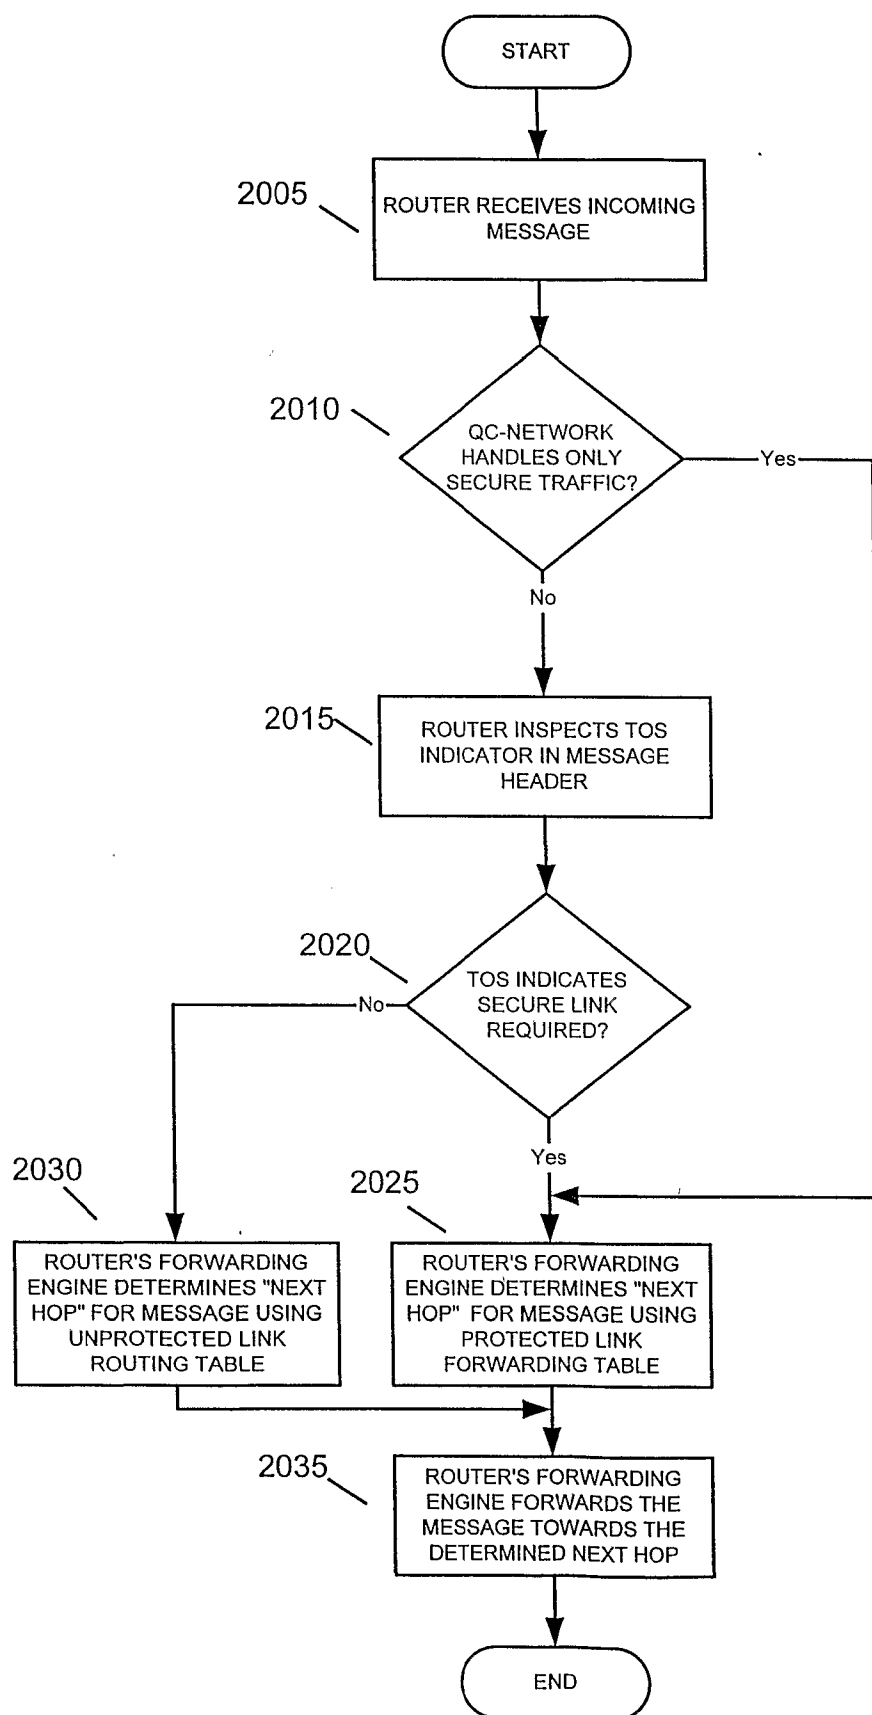 START
2005
ROUTER RECEIVES INCOMING
MESSAGE
2010
QC-NETWORK
HANDLES ONLY
SECURE TRAFFIC?
Yes
No
2015
ROUTER INSPECTS TOS
INDICATOR IN MESSAGE
HEADER
2020
TOS INDICATES
SECURE LINK
REQUIRED?
No
Yes
2030
ROUTER'S FORWARDING
ENGINE DETERMINES "NEXT
HOP" FOR MESSAGE USING
UNPROTECTED LINK
ROUTING TABLE
2025
ROUTER'S FORWARDING
ENGINE DETERMINES "NEXT
HOP" FOR MESSAGE USING
PROTECTED LINK
FORWARDING TABLE
2035
ROUTER'S FORWARDING
ENGINE FORWARDS THE
MESSAGE TOWARDS THE
DETERMINED NEXT HOP
END